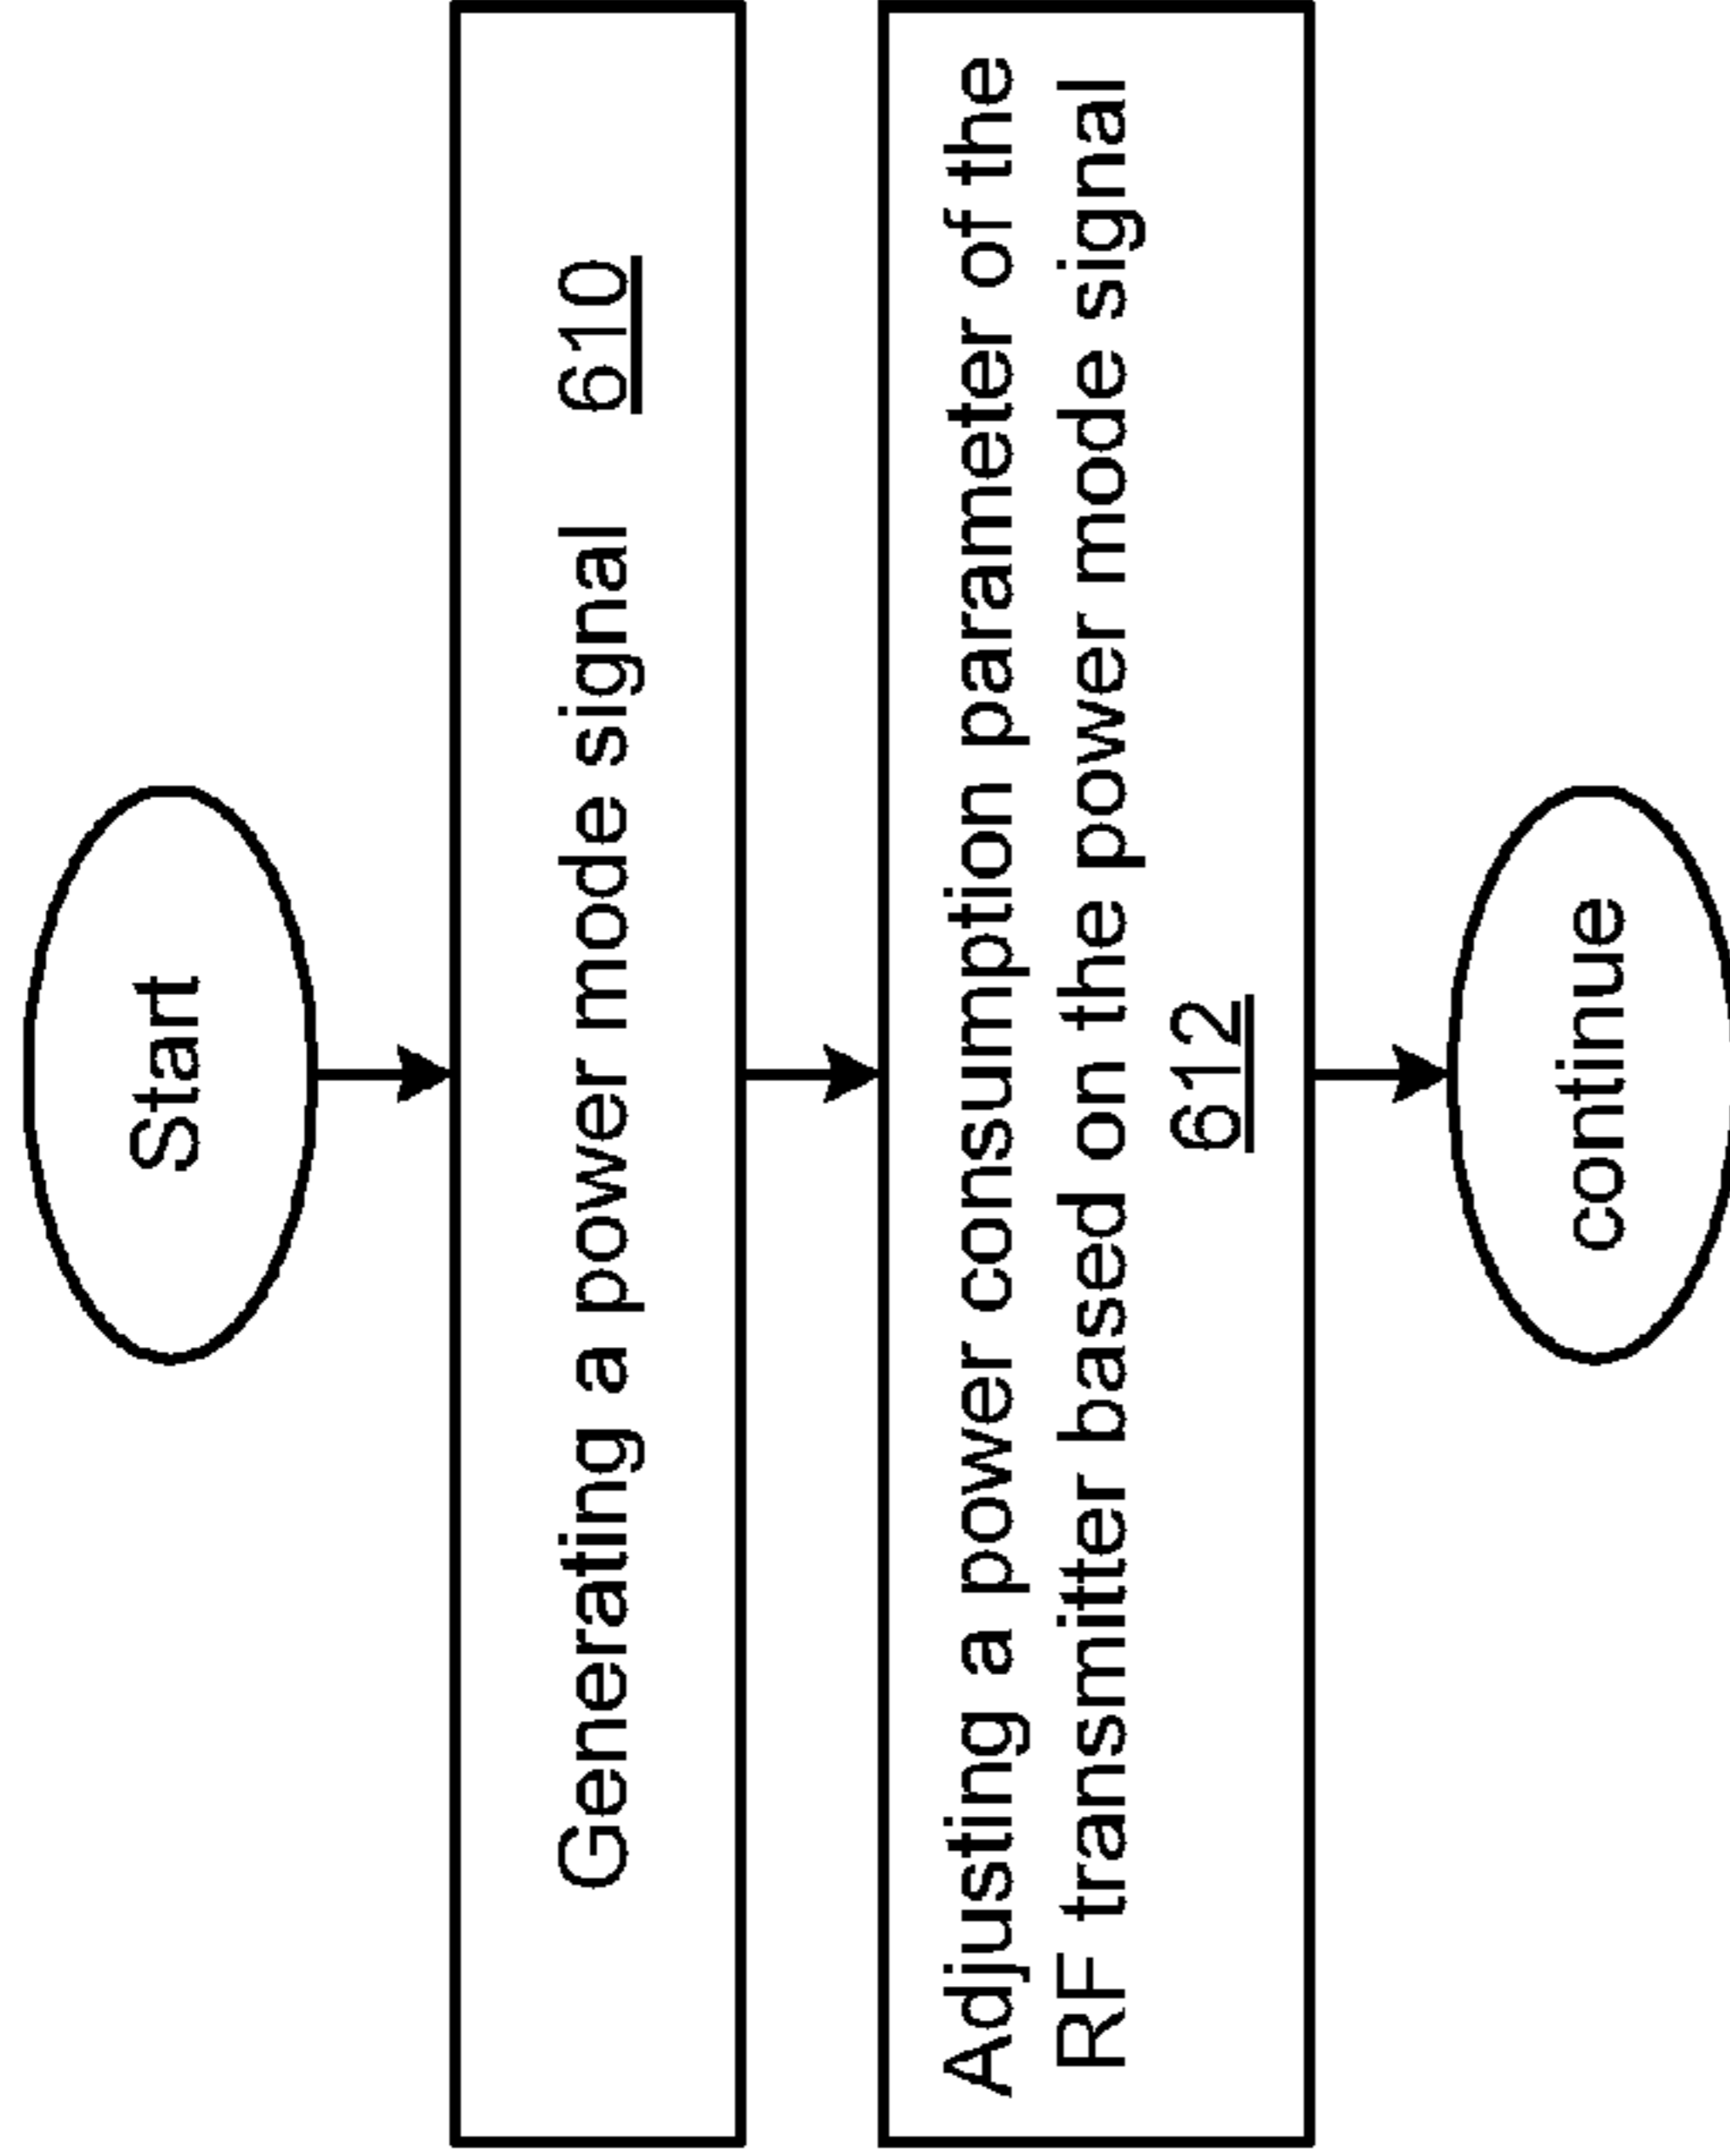 Start
Generating a power mode signal 610
Adjusting a power consumption parameter of the
RF transmitter based on the power mode signal
612
continue